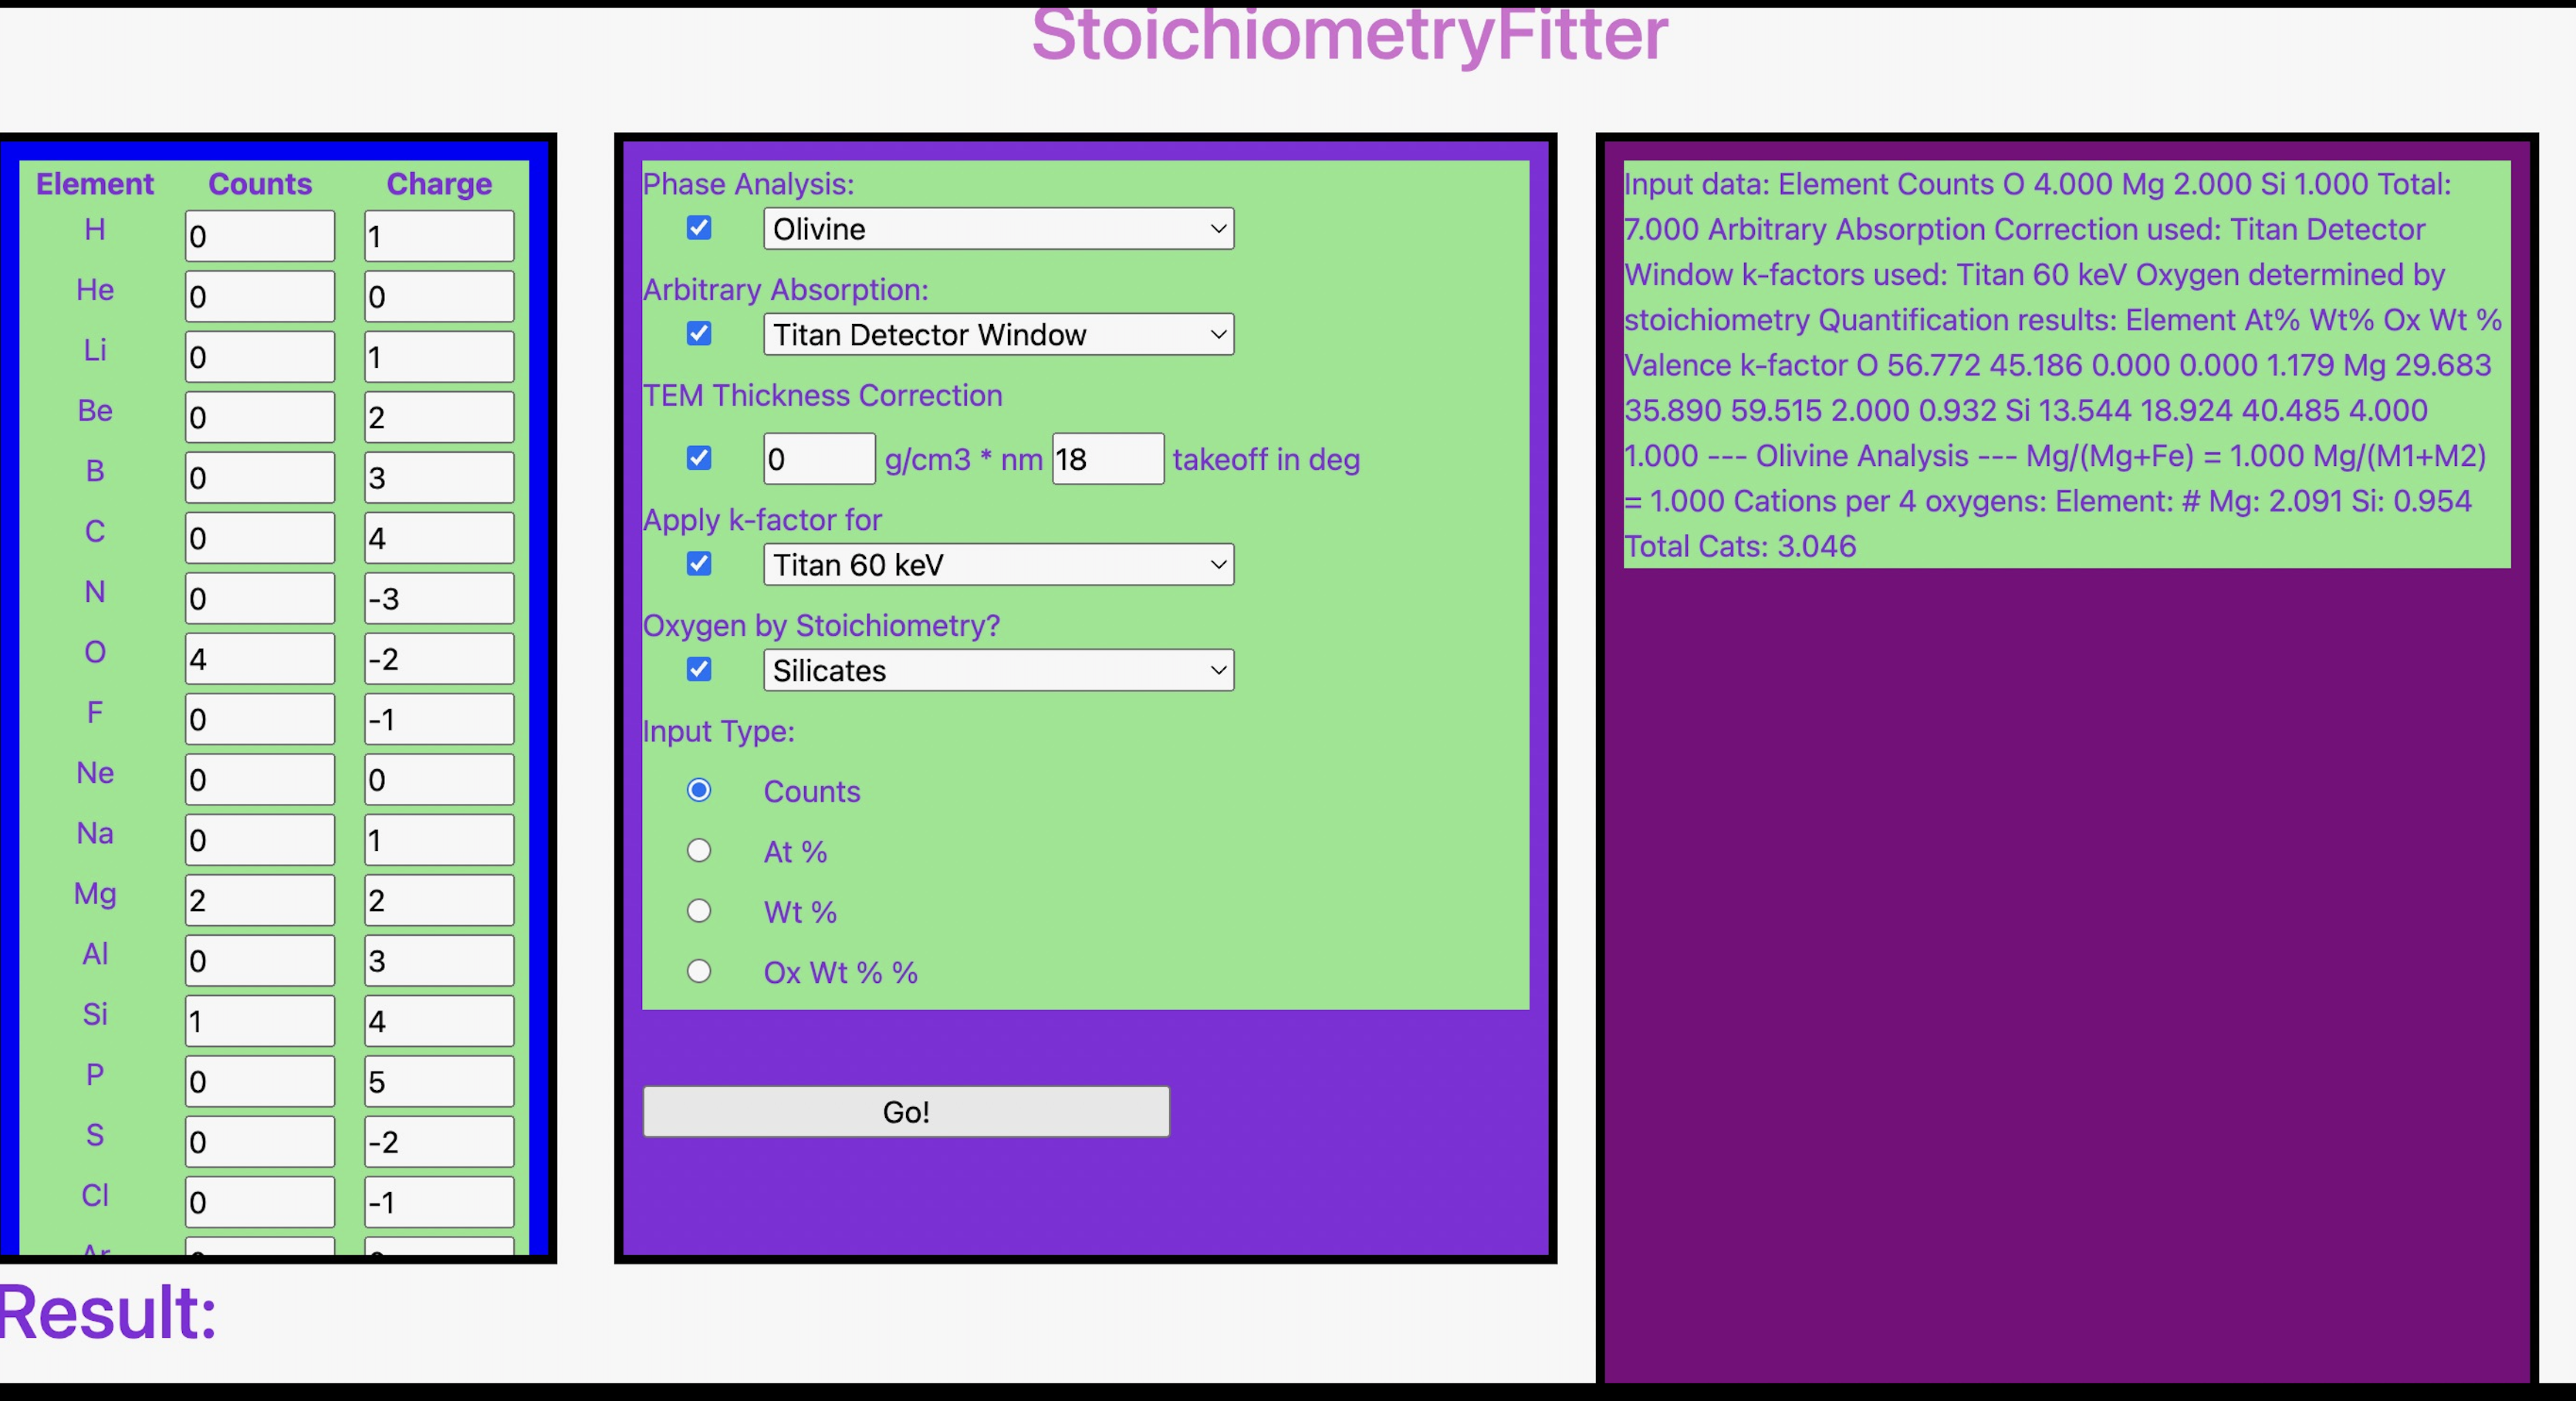 StoichiometryFitter
Element Counts Charge
H 0 1
He 0 0
Li 0 1
Be 0 2
B 0 3
C 0 4
N 0 -3
O 4 -2
F 0 -1
Ne 0 0
Na 0 1
Mg 2 2
Al 0 3
Si 1 4
P 0 5
S 0 -2
Cl 0 -1
Ar
Phase Analysis:
Olivine
Arbitrary Absorption:
Titan Detector Window
TEM Thickness Correction
0 g/cm3 * nm 18 takeoff in deg
Apply k-factor for
Titan 60 keV
Oxygen by Stoichiometry?
Silicates
Input Type:
Counts
At %
Wt %
Ox Wt % %
Go!
Input data: Element Counts O 4.000 Mg 2.000 Si 1.000 Total:
7.000 Arbitrary Absorption Correction used: Titan Detector
Window k-factors used: Titan 60 keV Oxygen determined by
stoichiometry Quantification results: Element At% Wt% Ox Wt %
Valence k-factor O 56.772 45.186 0.000 0.000 1.179 Mg 29.683
35.890 59.515 2.000 0.932 Si 13.544 18.924 40.485 4.000
1.000 --- Olivine Analysis --- Mg/(Mg+Fe) = 1.000 Mg/(M1+M2)
= 1.000 Cations per 4 oxygens: Element: # Mg: 2.091 Si: 0.954
Total Cats: 3.046
Result: